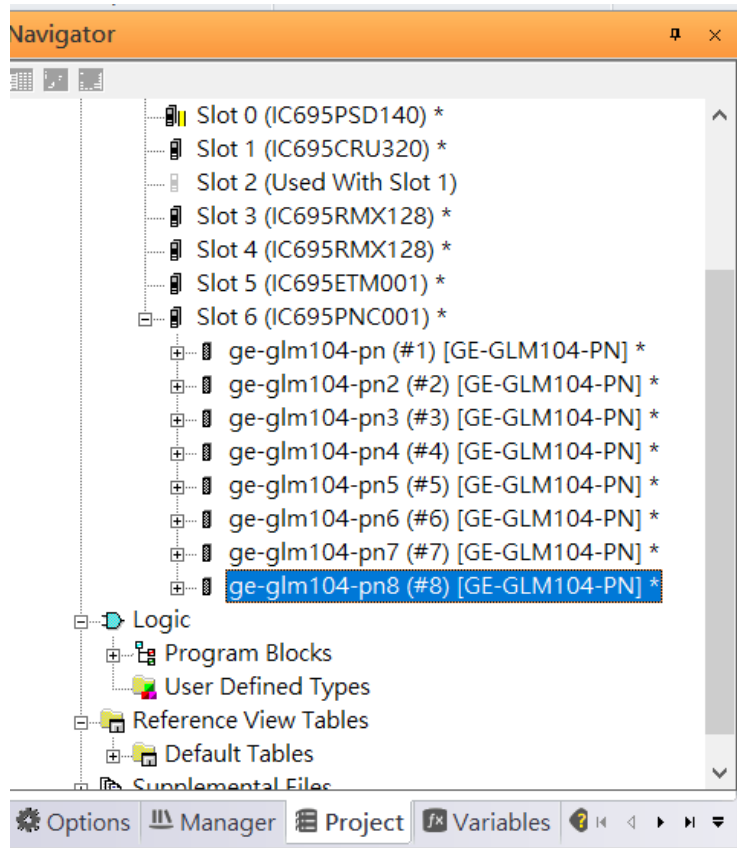 Navigator
Slot 0 (IC695PSD140) *
Slot 1 (IC695CRU320) *
Slot 2 (Used With Slot 1)
Slot 3 (IC695RMX128) *
Slot 4 (IC695RMX128) *
Slot 5 (IC695ETM001) *
Slot 6 (IC695PNC001) *
ge-glm104-pn (#1) [GE-GLM104-PN] *
ge-glm104-pn2 (#2) [GE-GLM104-PN] *
ge-glm104-pn3 (#3) [GE-GLM104-PN] *
ge-glm104-pn4 (#4) [GE-GLM104-PN] *
ge-glm104-pn5 (#5) [GE-GLM104-PN] *
ge-glm104-pn6 (#6) [GE-GLM104-PN] *
ge-glm104-pn7 (#7) [GE-GLM104-PN] *
ge-glm104-pn8 (#8) [GE-GLM104-PN] *
Logic
Program Blocks
User Defined Types
Reference View Tables
Default Tables
Supplemental Files
Options Manager Project Variables